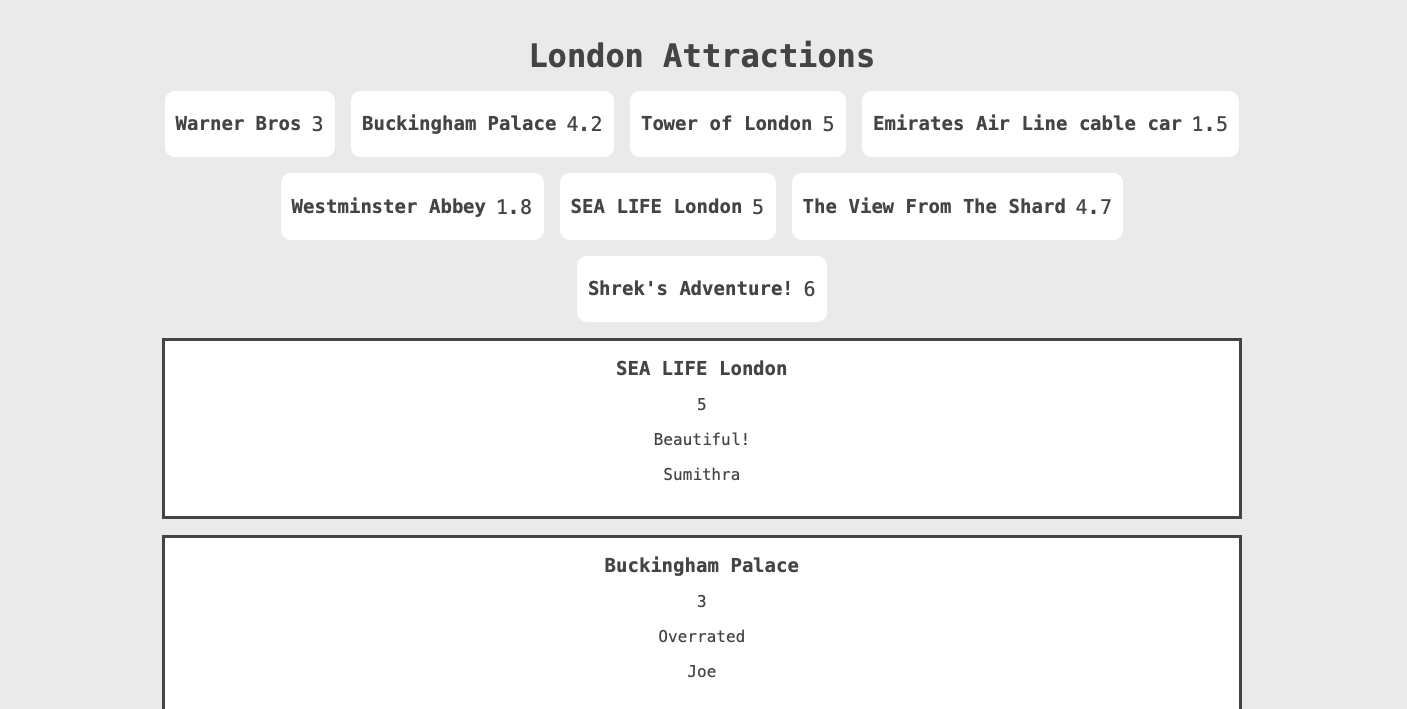 London Attractions
Warner Bros 3 Buckingham Palace 4.2 Tower of London 5 Emirates Air Line cable car 1.5
Westminster Abbey 1.8 SEA LIFE London 5 The View From The Shard 4.7
Shrek's Adventure! 6
SEA LIFE London
5
Beautiful!
Sumithra
Buckingham Palace
3
Overrated
Joe